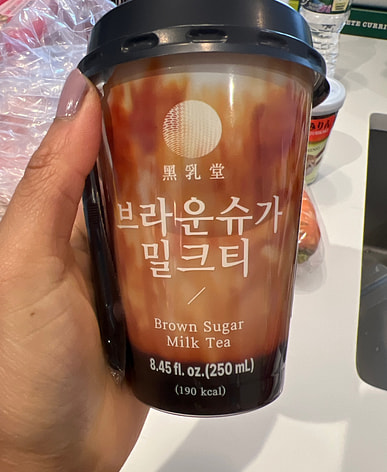 黑乳堂
브라운슈가
밀크티
Brown Sugar
Milk Tea
8.45 fl. oz.(250 mL)
(190 kcal)